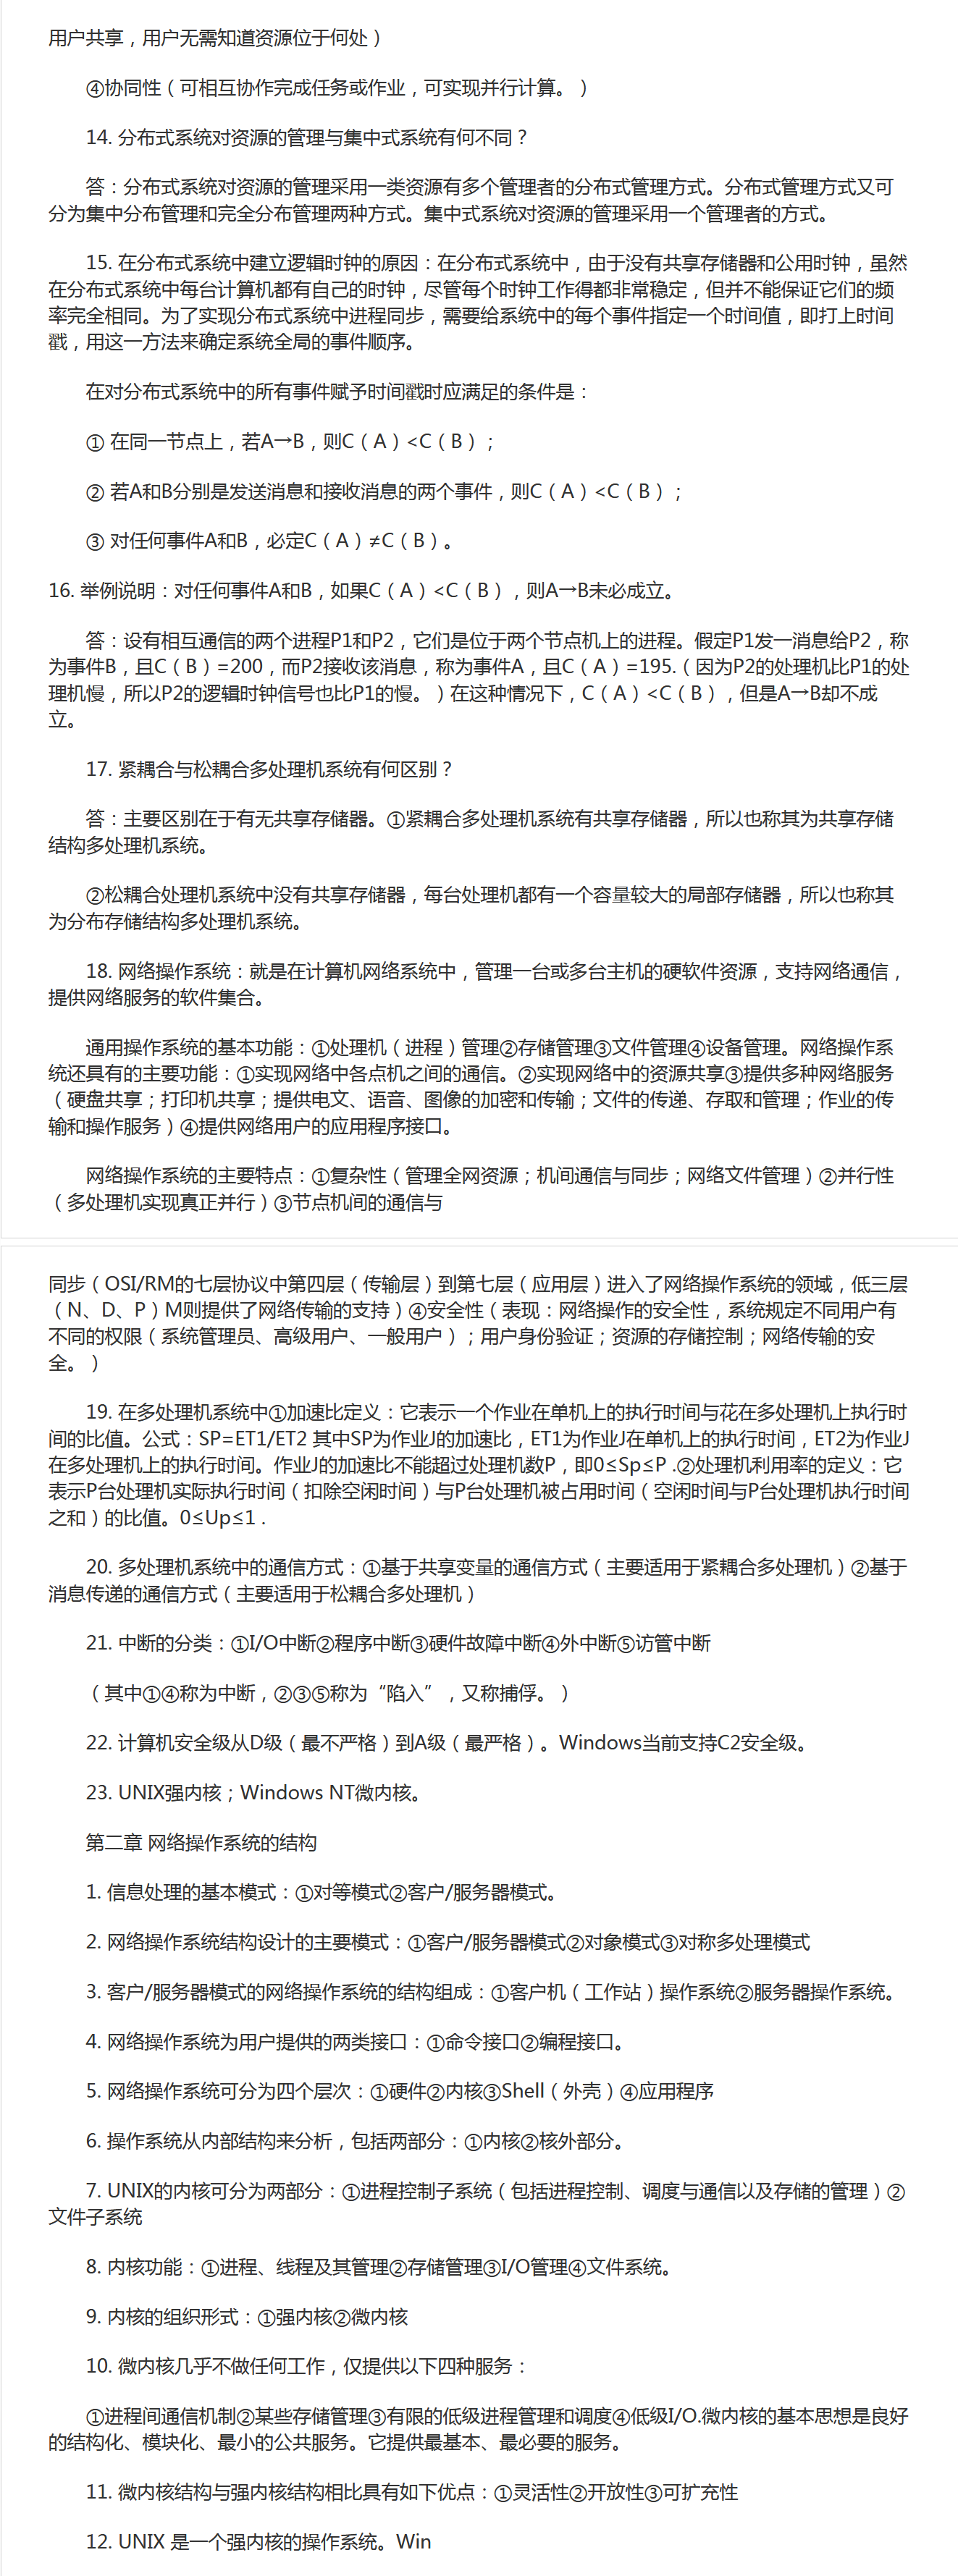 用户共享，用户无需知道资源位于何处）
④协同性（可相互协作完成任务或作业，可实现并行计算。）
14. 分布式系统对资源的管理与集中式系统有何不同？
答：分布式系统对资源的管理采用一类资源有多个管理者的分布式管理方式。分布式管理方式又可
分为集中分布管理和完全分布管理两种方式。集中式系统对资源的管理采用一个管理者的方式。
15. 在分布式系统中建立逻辑时钟的原因：在分布式系统中，由于没有共享存储器和公用时钟，虽然
在分布式系统中每台计算机都有自己的时钟，尽管每个时钟工作得都非常稳定，但并不能保证它们的频
率完全相同。为了实现分布式系统中进程同步，需要给系统中的每个事件指定一个时间值，即打上时间
戳，用这一方法来确定系统全局的事件顺序。
在对分布式系统中的所有事件赋予时间戳时应满足的条件是：
① 在同一节点上，若A→B，则C（A）<C（B）；
② 若A和B分别是发送消息和接收消息的两个事件，则C（A）<C（B）；
③ 对任何事件A和B，必定C（A）≠C（B）。
16. 举例说明：对任何事件A和B，如果C（A）<C（B），则A→B未必成立。
答：设有相互通信的两个进程P1和P2，它们是位于两个节点机上的进程。假定P1发一消息给P2，称
为事件B，且C（B）=200，而P2接收该消息，称为事件A，且C（A）=195.（因为P2的处理机比P1的处
理机慢，所以P2的逻辑时钟信号也比P1的慢。）在这种情况下，C（A）<C（B），但是A→B却不成
立。
17. 紧耦合与松耦合多处理机系统有何区别？
答：主要区别在于有无共享存储器。①紧耦合多处理机系统有共享存储器，所以也称其为共享存储
结构多处理机系统。
②松耦合处理机系统中没有共享存储器，每台处理机都有一个容量较大的局部存储器，所以也称其
为分布存储结构多处理机系统。
18. 网络操作系统：就是在计算机网络系统中，管理一台或多台主机的硬软件资源，支持网络通信，
提供网络服务的软件集合。
通用操作系统的基本功能：①处理机（进程）管理②存储管理③文件管理④设备管理。网络操作系
统还具有的主要功能：①实现网络中各点机之间的通信。②实现网络中的资源共享③提供多种网络服务
（硬盘共享；打印机共享；提供电文、语音、图像的加密和传输；文件的传递、存取和管理；作业的传
输和操作服务）④提供网络用户的应用程序接口。
网络操作系统的主要特点：①复杂性（管理全网资源；机间通信与同步；网络文件管理）②并行性
（多处理机实现真正并行）③节点机间的通信与
同步（OSI/RM的七层协议中第四层（传输层）到第七层（应用层）进入了网络操作系统的领域，低三层
（N、D、P）M则提供了网络传输的支持）④安全性（表现：网络操作的安全性，系统规定不同用户有
不同的权限（系统管理员、高级用户、一般用户）；用户身份验证；资源的存储控制；网络传输的安
全。）
19. 在多处理机系统中①加速比定义：它表示一个作业在单机上的执行时间与花在多处理机上执行时
间的比值。公式：SP=ET1/ET2 其中SP为作业J的加速比，ET1为作业J在单机上的执行时间，ET2为作业J
在多处理机上的执行时间。作业J的加速比不能超过处理机数P，即0≤Sp≤P .②处理机利用率的定义：它
表示P台处理机实际执行时间（扣除空闲时间）与P台处理机被占用时间（空闲时间与P台处理机执行时间
之和）的比值。0≤Up≤1 .
20. 多处理机系统中的通信方式：①基于共享变量的通信方式（主要适用于紧耦合多处理机）②基于
消息传递的通信方式（主要适用于松耦合多处理机）
21. 中断的分类：①I/O中断②程序中断③硬件故障中断④外中断⑤访管中断
（其中①④称为中断，②③⑤称为“陷入”，又称捕俘。）
22. 计算机安全级从D级（最不严格）到A级（最严格）。Windows当前支持C2安全级。
23. UNIX强内核；Windows NT微内核。
第二章 网络操作系统的结构
1. 信息处理的基本模式：①对等模式②客户/服务器模式。
2. 网络操作系统结构设计的主要模式：①客户/服务器模式②对象模式③对称多处理模式
3. 客户/服务器模式的网络操作系统的结构组成：①客户机（工作站）操作系统②服务器操作系统。
4. 网络操作系统为用户提供的两类接口：①命令接口②编程接口。
5. 网络操作系统可分为四个层次：①硬件②内核③Shell（外壳）④应用程序
6. 操作系统从内部结构来分析，包括两部分：①内核②核外部分。
7. UNIX的内核可分为两部分：①进程控制子系统（包括进程控制、调度与通信以及存储的管理）②
文件子系统
8. 内核功能：①进程、线程及其管理②存储管理③I/O管理④文件系统。
9. 内核的组织形式：①强内核②微内核
10. 微内核几乎不做任何工作，仅提供以下四种服务：
①进程间通信机制②某些存储管理③有限的低级进程管理和调度④低级I/O.微内核的基本思想是良好
的结构化、模块化、最小的公共服务。它提供最基本、最必要的服务。
11. 微内核结构与强内核结构相比具有如下优点：①灵活性②开放性③可扩充性
12. UNIX 是一个强内核的操作系统。Win